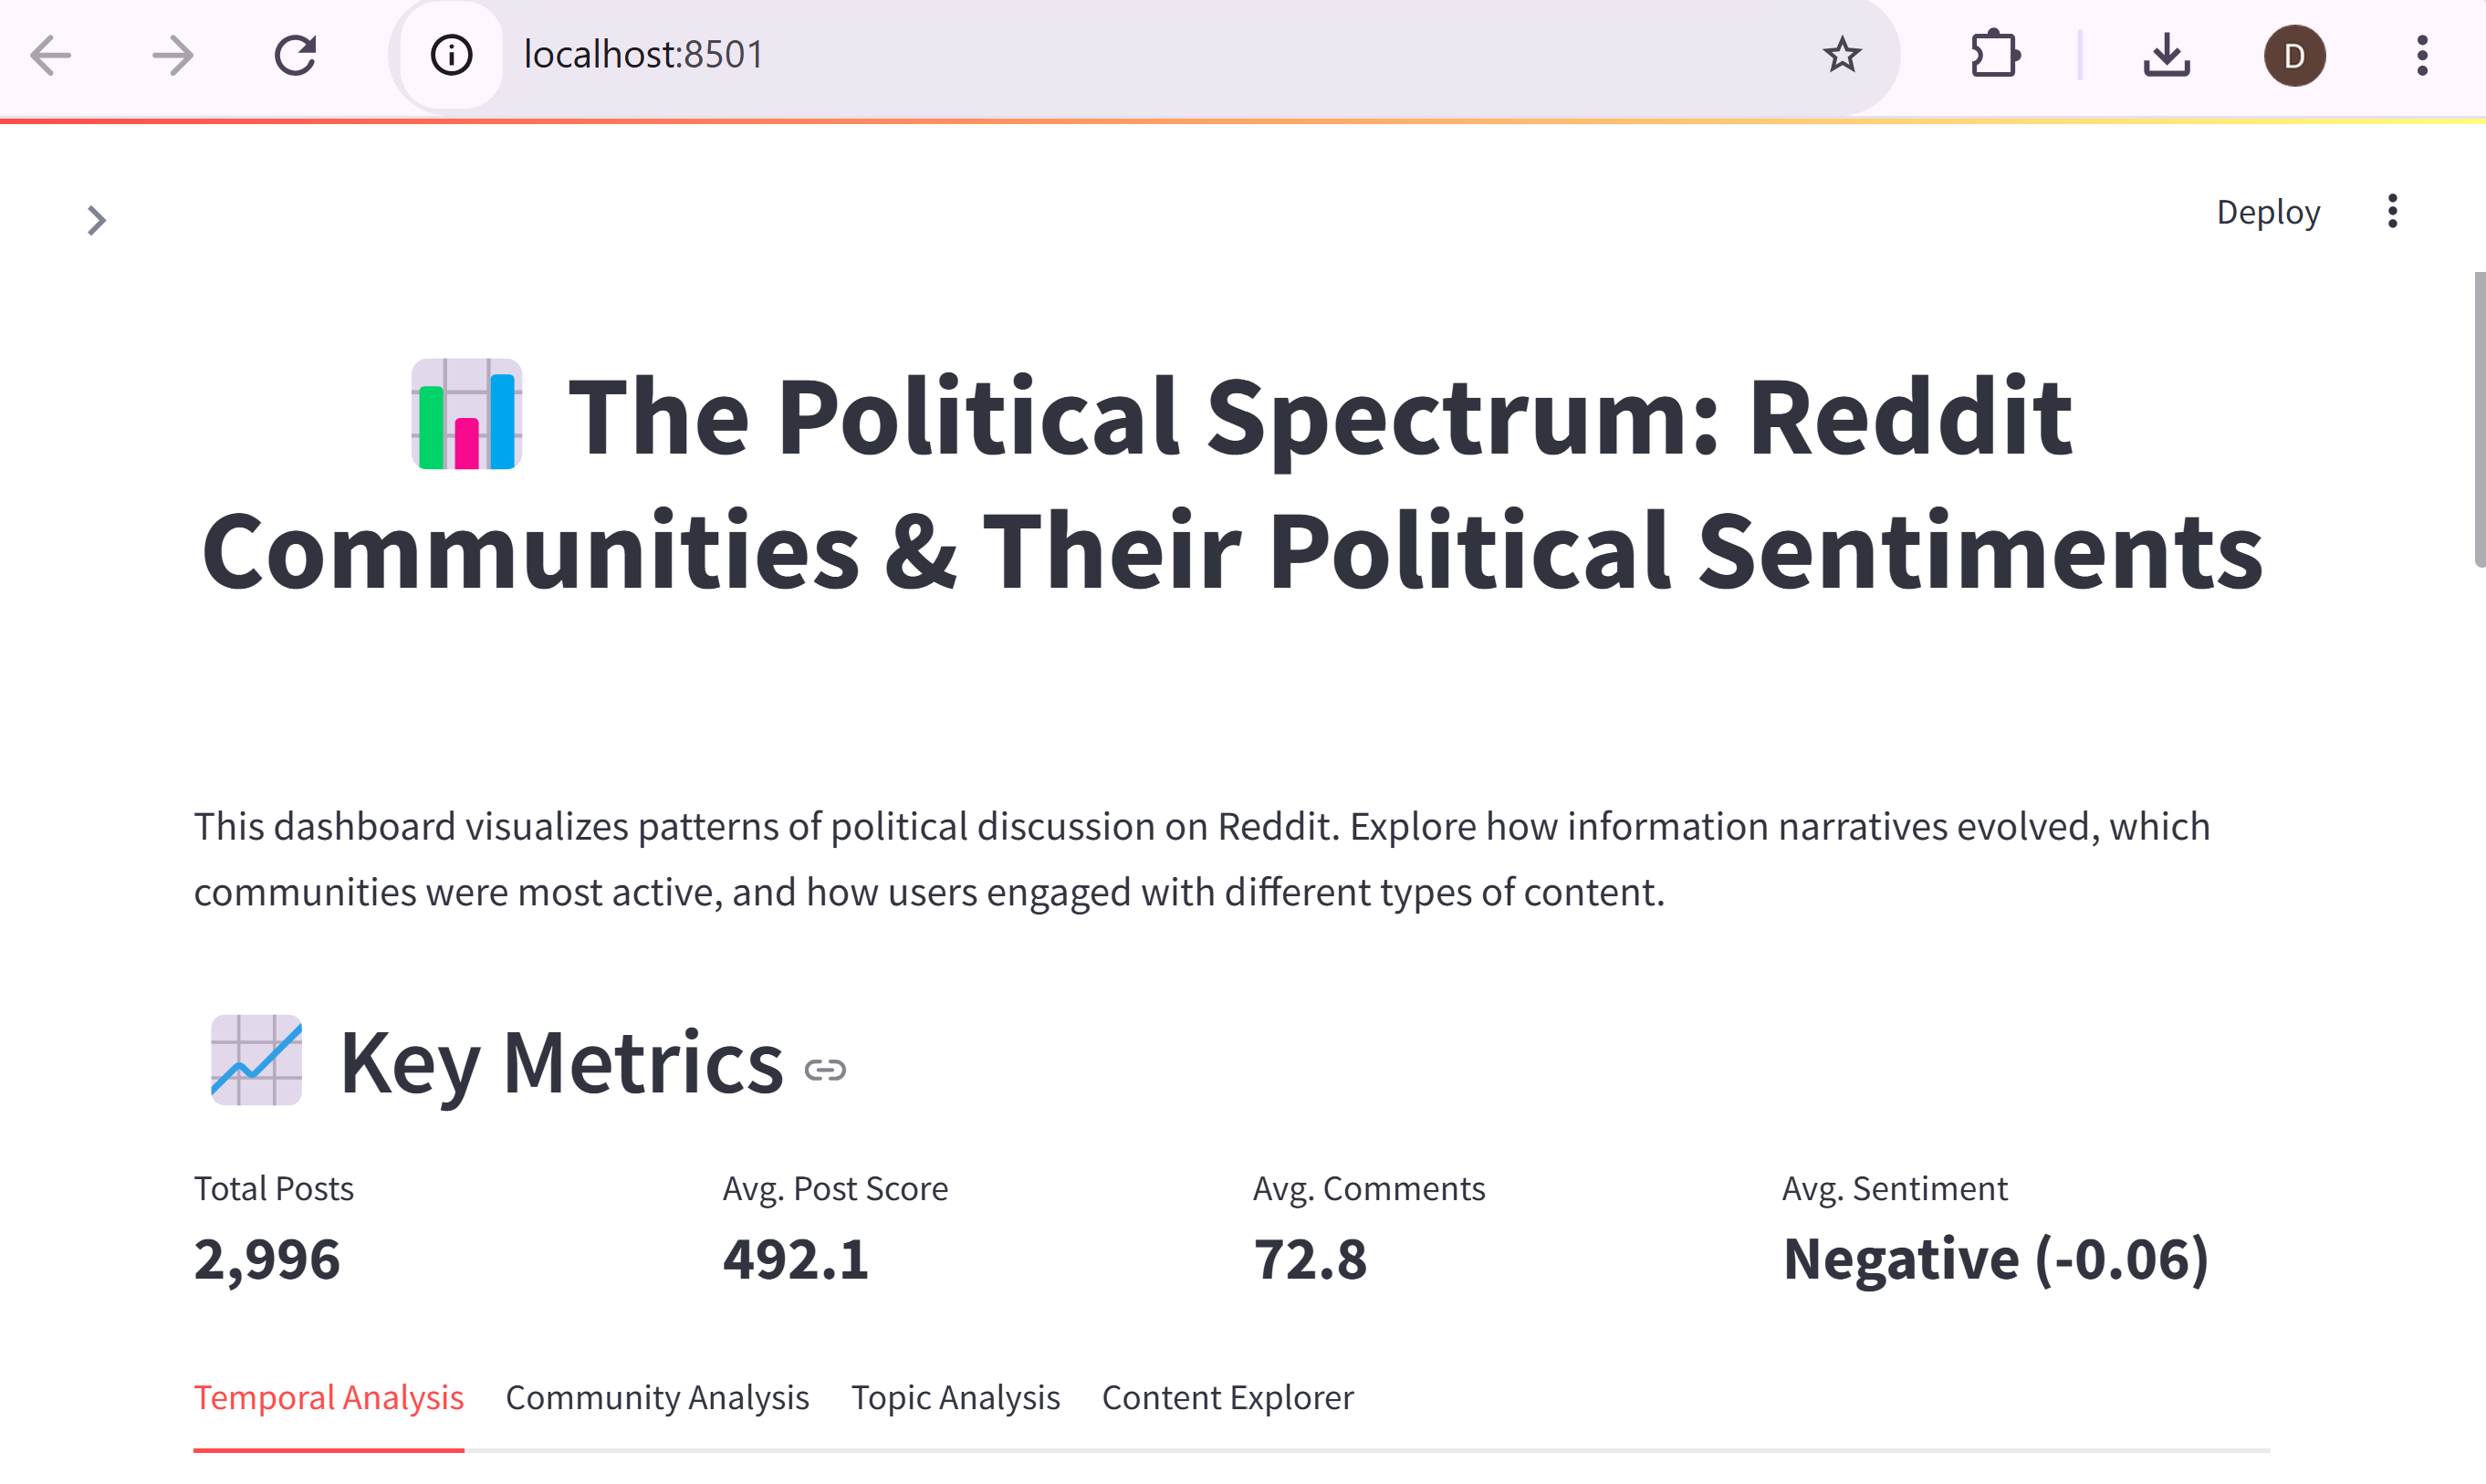 localhost:8501
D
Deploy
The Political Spectrum: Reddit
Communities & Their Political Sentiments
This dashboard visualizes patterns of political discussion on Reddit. Explore how information narratives evolved, which
communities were most active, and how users engaged with different types of content.
Key Metrics
Total Posts
2,996
Avg. Post Score
492.1
Avg. Comments
72.8
Avg. Sentiment
Negative (-0.06)
Temporal Analysis Community Analysis Topic Analysis Content Explorer